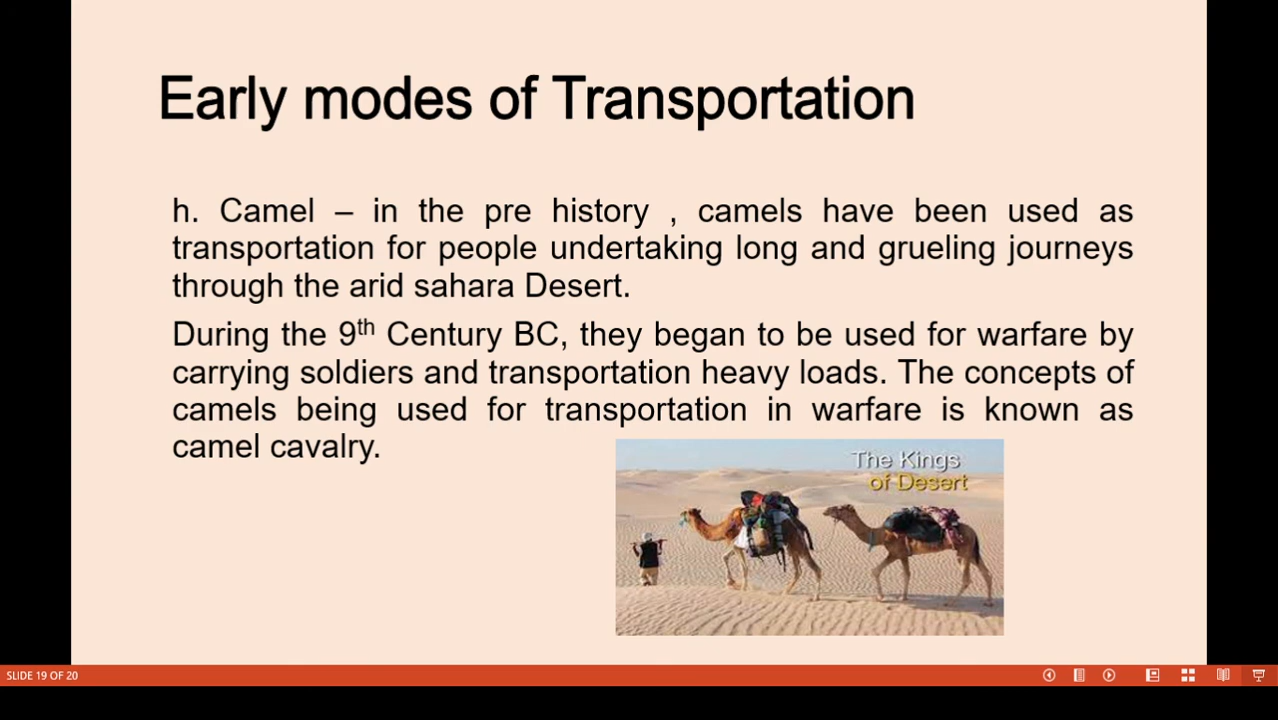 Early modes of Transportation
h. Camel – in the pre history , camels have been used as
transportation for people undertaking long and grueling journeys
through the arid sahara Desert.
During the 9th Century BC, they began to be used for warfare by
carrying soldiers and transportation heavy loads. The concepts of
camels being used for transportation in warfare is known as
camel cavalry.
The Kings
of Desert
SLIDE 19 OF 20